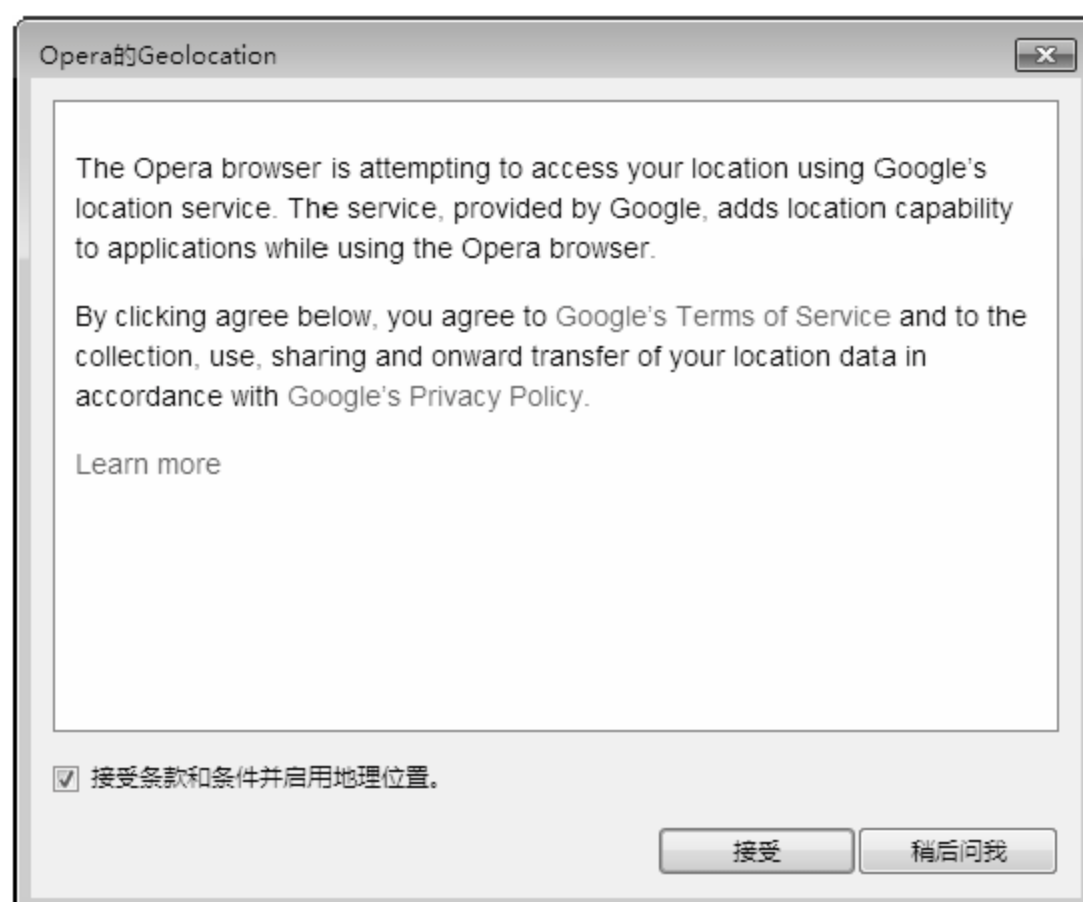 Opera的Geolocation
The Opera browser is attempting to access your location using Google's
location service. The service, provided by Google, adds location capability
to applications while using the Opera browser.
By clicking agree below, you agree to Google's Terms of Service and to the
collection, use, sharing and onward transfer of your location data in
accordance with Google's Privacy Policy.
Learn more
接受条款和条件并启用地理位置。
接受 稍后问我